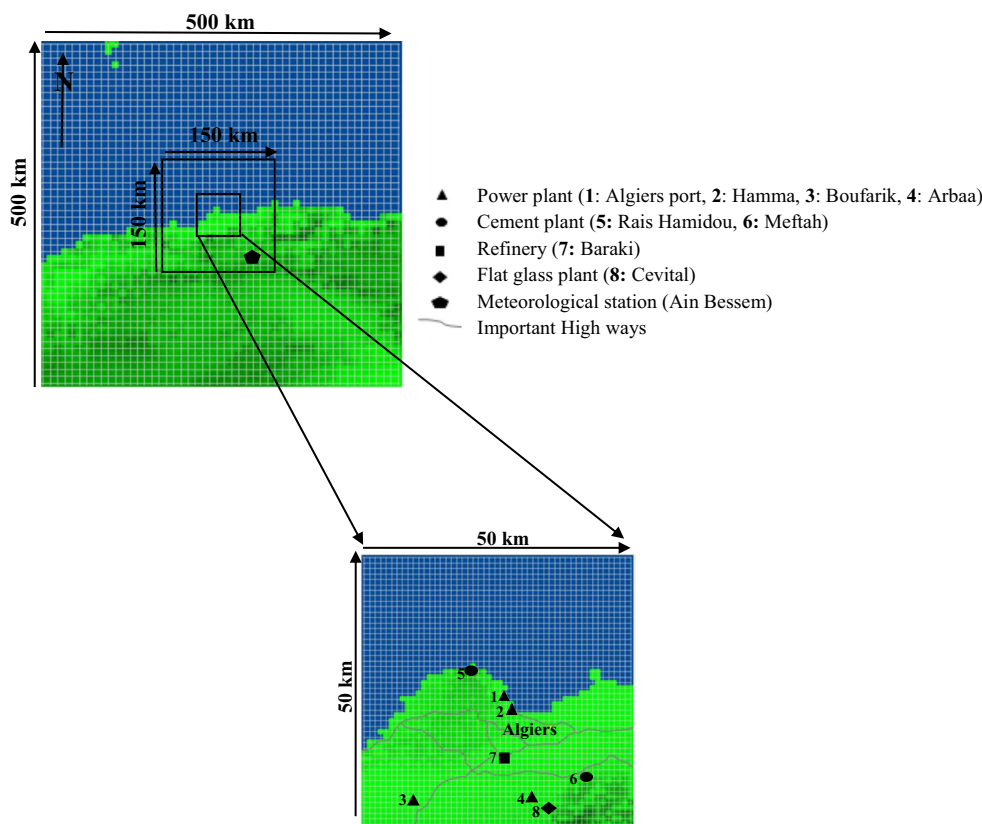 500 km
N
500 km
150 km
150 km
Power plant (1: Algiers port, 2: Hamma, 3: Boufarik, 4: Arbaa)
Cement plant (5: Rais Hamidou, 6: Meftah)
Refinery (7: Baraki)
Flat glass plant (8: Cevital)
Meteorological station (Ain Bessem)
Important High ways
50 km
50 km
5
1
2
Algiers
7
6
3
4
8